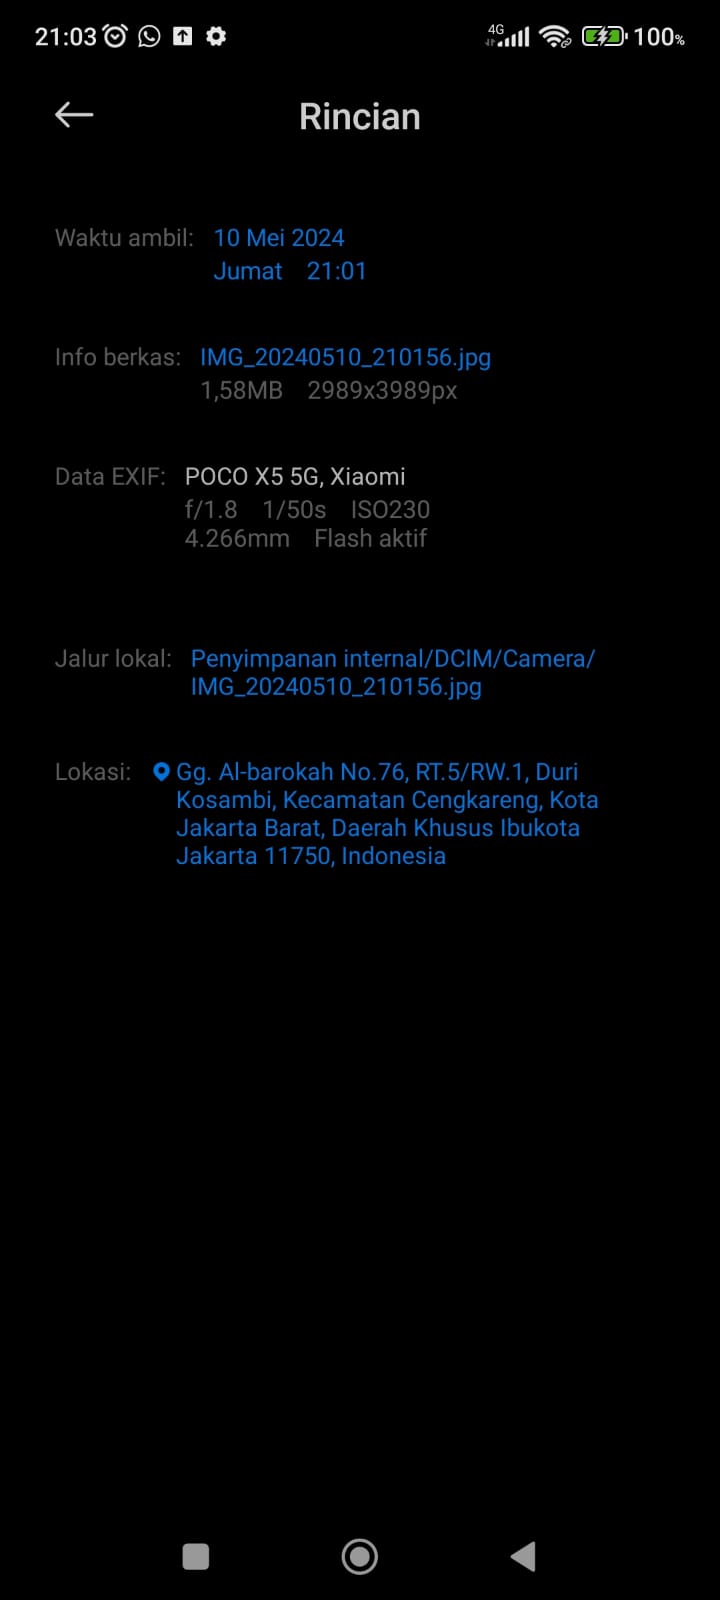 21:03 4G 100%
Rincian
Waktu ambil: 10 Mei 2024
Jumat 21:01
Info berkas: IMG_20240510_210156.jpg
1,58MB 2989x3989px
Data EXIF: POCO X5 5G, Xiaomi
f/1.8 1/50s ISO230
4.266mm Flash aktif
Jalur lokal: Penyimpanan internal/DCIM/Camera/
IMG_20240510_210156.jpg
Lokasi: Gg. Al-barokah No.76, RT.5/RW.1, Duri
Kosambi, Kecamatan Cengkareng, Kota
Jakarta Barat, Daerah Khusus Ibukota
Jakarta 11750, Indonesia